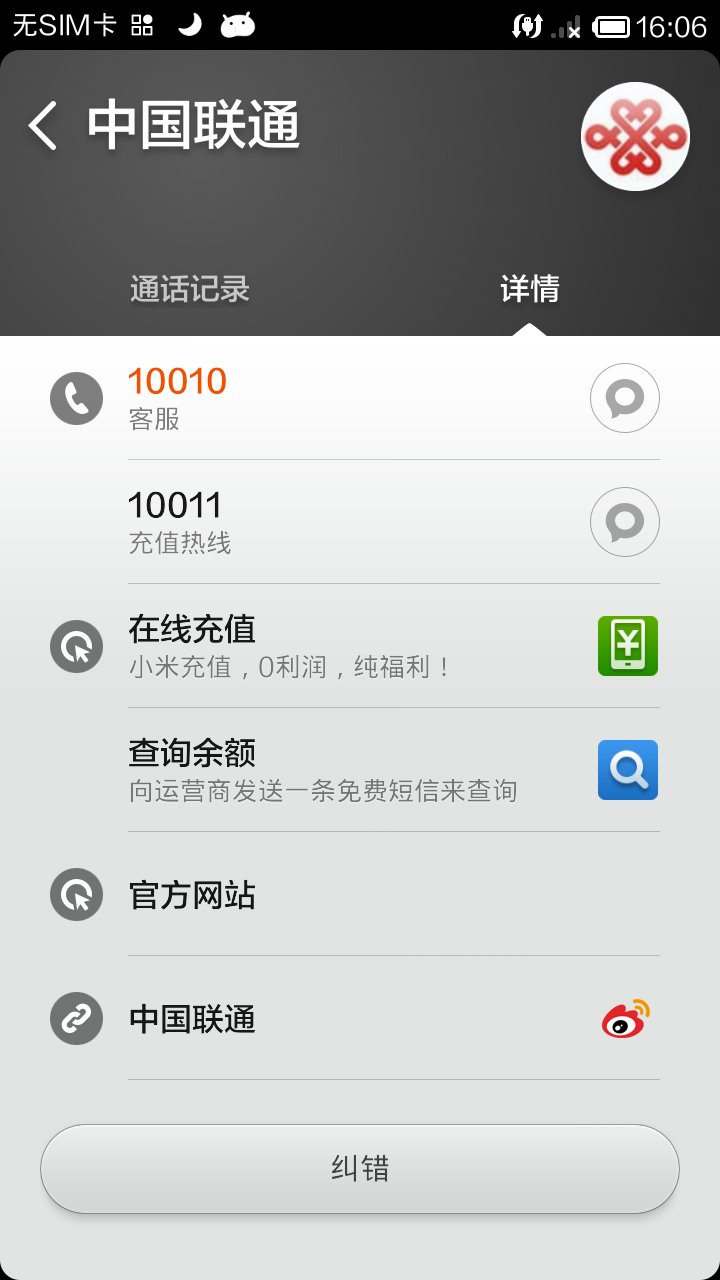 无SIM卡 16:06
中国联通
通话记录 详情
10010
客服
10011
充值热线
在线充值
小米充值，0利润，纯福利！
查询余额
向运营商发送一条免费短信来查询
官方网站
中国联通
纠错